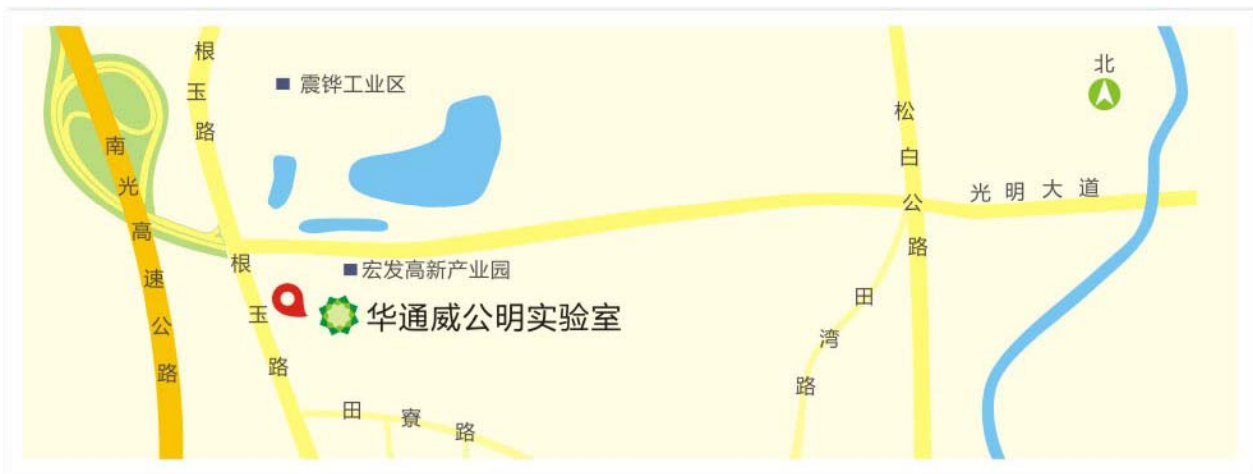 根玉路
震铧工业区
北
松白公路
南光高速公路
光明大道
根玉路
宏发高新产业园
华通威公明实验室
田湾路
田寮路